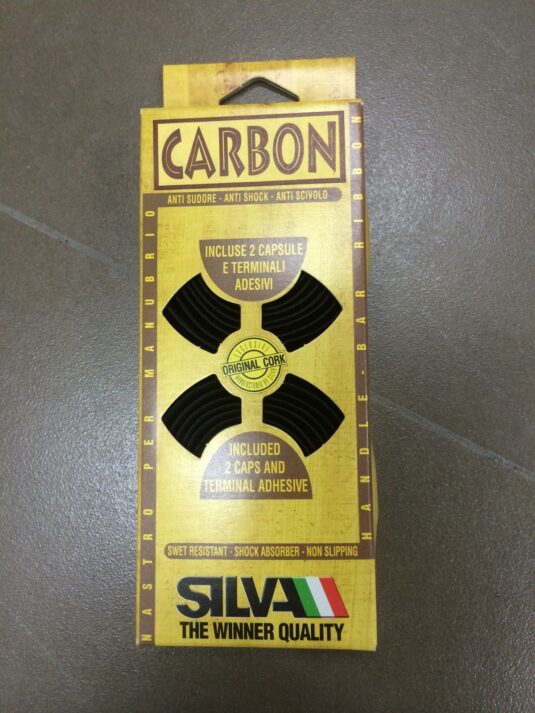 CARBON
ANTI SUDORE - ANTI SHOCK - ANTI SCIVOLO
NASTRO PER MANUBRIO
HANDLE - BAR RIBBON
INCLUSE 2 CAPSULE
E TERMINALI
ADESIVI
EXCLUSIVE
ORIGINAL CORK
INCLUDED
2 CAPS AND
TERMINAL ADHESIVE
SWET RESISTANT - SHOCK ABSORBER - NON SLIPPING
SILVA
THE WINNER QUALITY